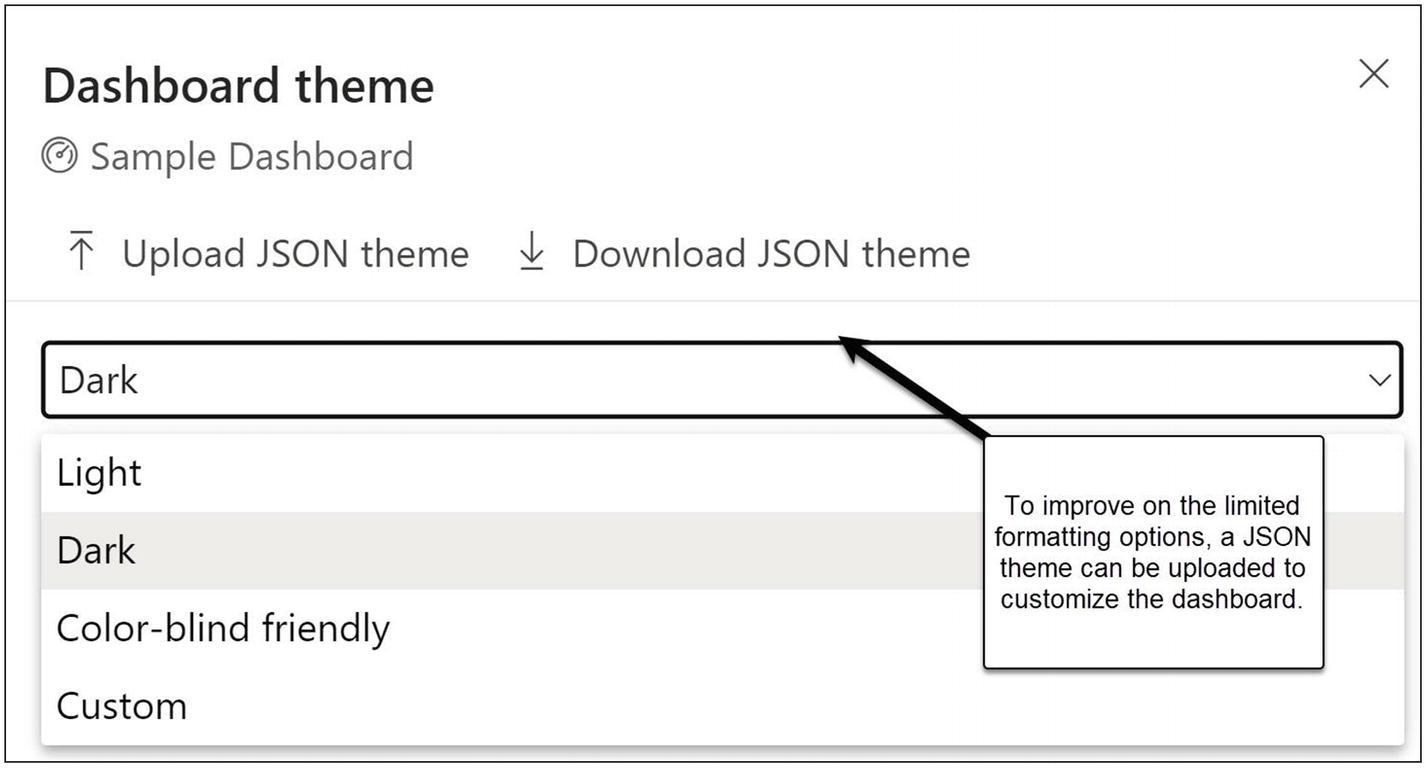 Dashboard theme
Sample Dashboard
Upload JSON theme Download JSON theme
Dark
Light
Dark
Color-blind friendly
Custom
To improve on the limited
formatting options, a JSON
theme can be uploaded to
customize the dashboard.